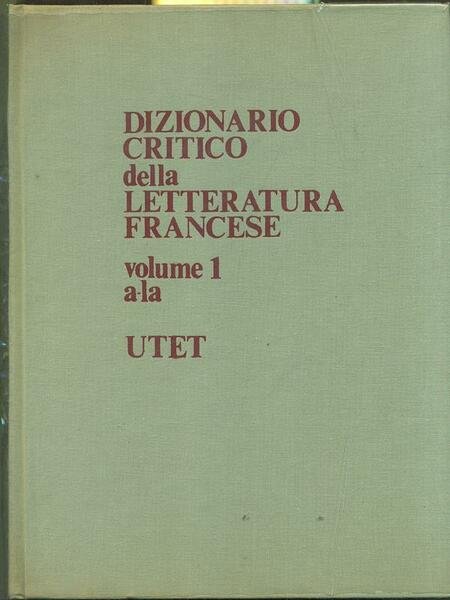 DIZIONARIO
CRITICO
della
LETTERATURA
FRANCESE
volume 1
a-la
UTET